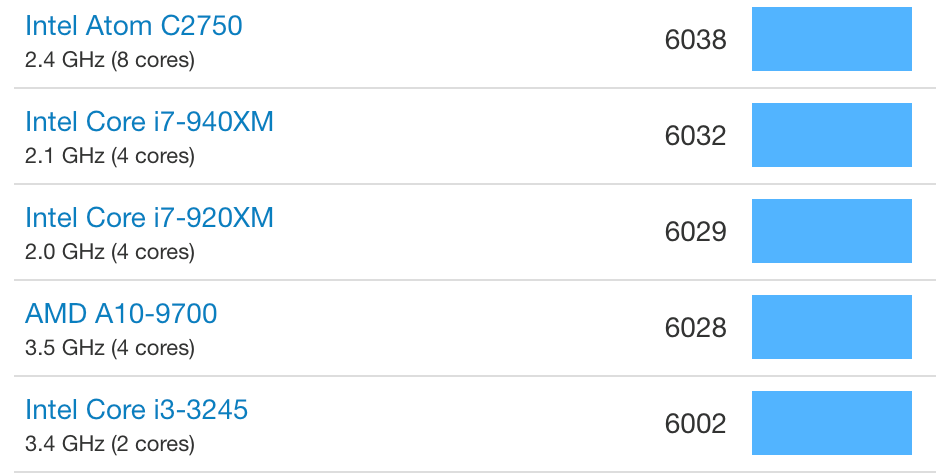 Intel Atom C2750
2.4 GHz (8 cores)
6038
Intel Core i7-940XM
2.1 GHz (4 cores)
6032
Intel Core i7-920XM
2.0 GHz (4 cores)
6029
AMD A10-9700
3.5 GHz (4 cores)
6028
Intel Core i3-3245
3.4 GHz (2 cores)
6002